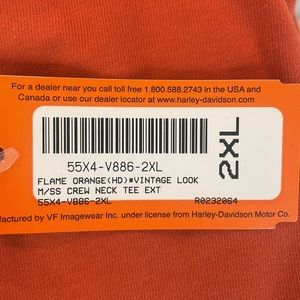 For a dealer near you call toll free 1.800.588.2743 in the USA and
Canada or use our dealer locator at www.harley-davidson.com
55X4-V886-2XL
2XL
FLAME ORANGE(HD)*VINTAGE LOOK
M/SS CREW NECK TEE EXT
55X4-V886-2XL R0232064
factured by VF Imagewear Inc. under license from Harley-Davidson Motor Co.